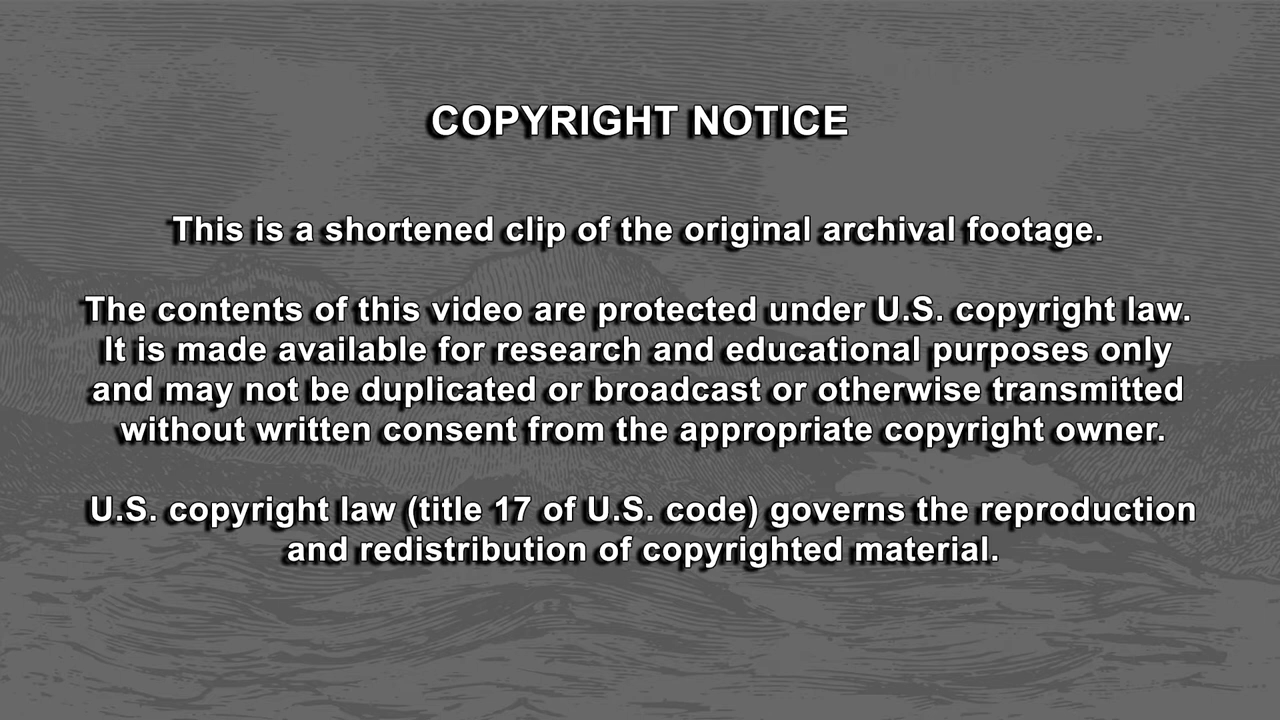 COPYRIGHT NOTICE
This is a shortened clip of the original archival footage.
The contents of this video are protected under U.S. copyright law.
It is made available for research and educational purposes only
and may not be duplicated or broadcast or otherwise transmitted
without written consent from the appropriate copyright owner.
U.S. copyright law (title 17 of U.S. code) governs the reproduction
and redistribution of copyrighted material.